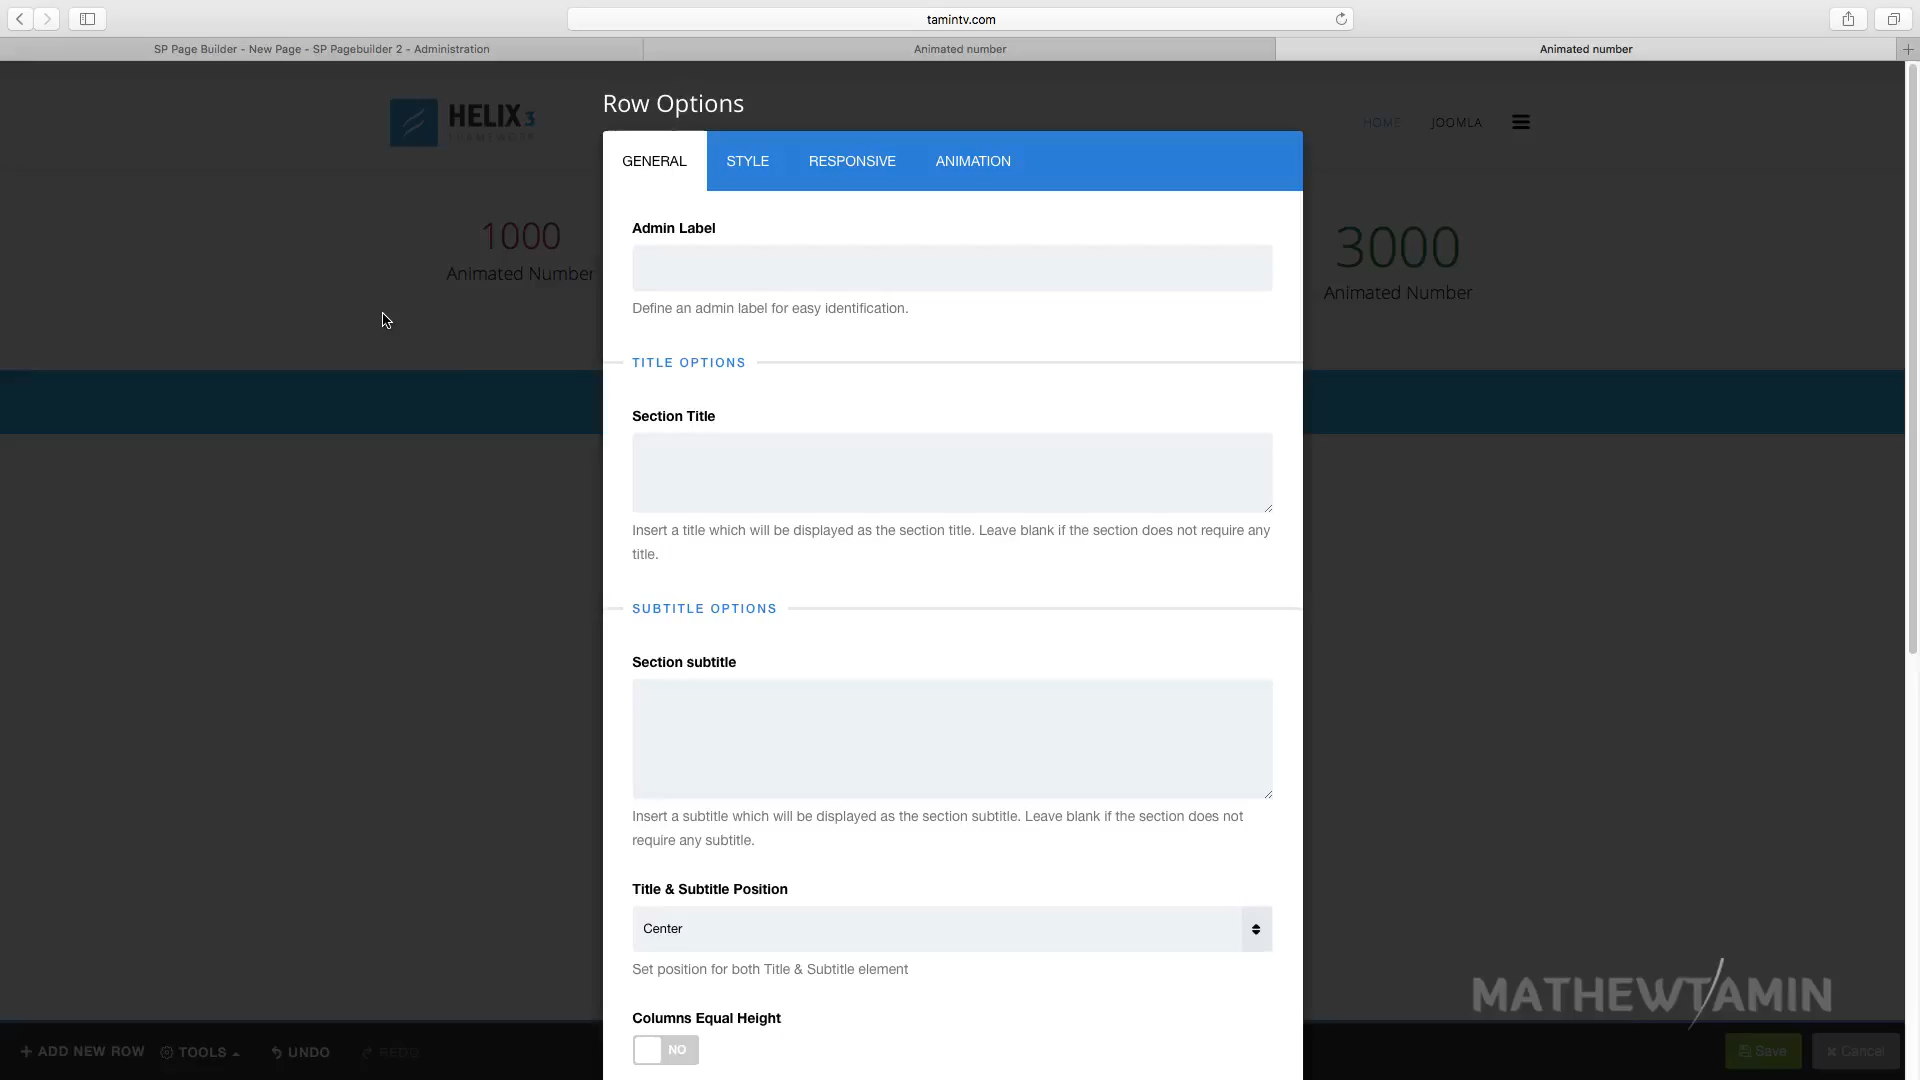 tamintv.com
SP Page Builder - New Page - SP Pagebuilder 2 - Administration
Animated number
Animated number
Row Options
HELIX3
FRAMEWORK
HOME
JOOMLA
GENERAL
STYLE
RESPONSIVE
ANIMATION
1000
Animated Number
3000
Animated Number
Admin Label
Define an admin label for easy identification.
TITLE OPTIONS
Section Title
Insert a title which will be displayed as the section title. Leave blank if the section does not require any
title.
SUBTITLE OPTIONS
Section subtitle
Insert a subtitle which will be displayed as the section subtitle. Leave blank if the section does not
require any subtitle.
Title & Subtitle Position
Center
Set position for both Title & Subtitle element
Columns Equal Height
NO
MATHEWTAMIN
+ ADD NEW ROW
TOOLS
UNDO
REDO
Save
Cancel